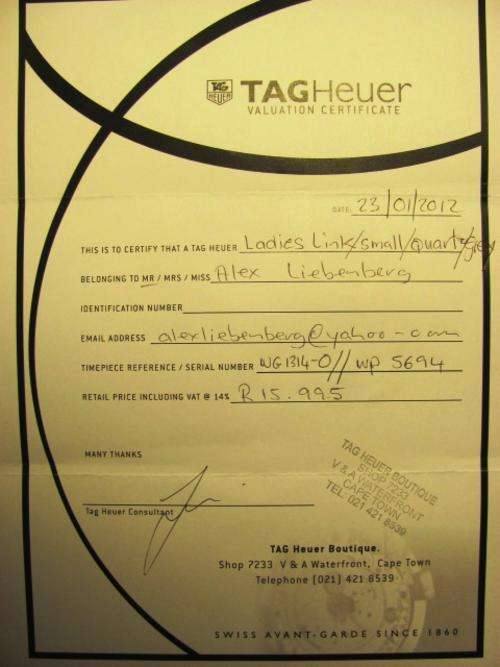 TAG HEUER
TAGHeuer
VALUATION CERTIFICATE
DATE: 23/01/2012
THIS IS TO CERTIFY THAT A TAG HEUER Ladies Link/small/Quartz/grey
BELONGING TO MR / MRS / MISS Alex Liebenberg
IDENTIFICATION NUMBER
EMAIL ADDRESS alexliebenberg@yahoo-com
TIMEPIECE REFERENCE / SERIAL NUMBER WG1314-0//WP 5694
RETAIL PRICE INCLUDING VAT @ 14% R15.995
MANY THANKS
Tag Heuer Consultant
TAG HEUER BOUTIQUE
SHOP 7233
V & A WATERFRONT
CAPE TOWN
TEL: 021 421 8539
TAG Heuer Boutique.
Shop 7233 V & A Waterfront, Cape Town
Telephone [021] 421 8539
SWISS AVANT-GARDE SINCE 1860